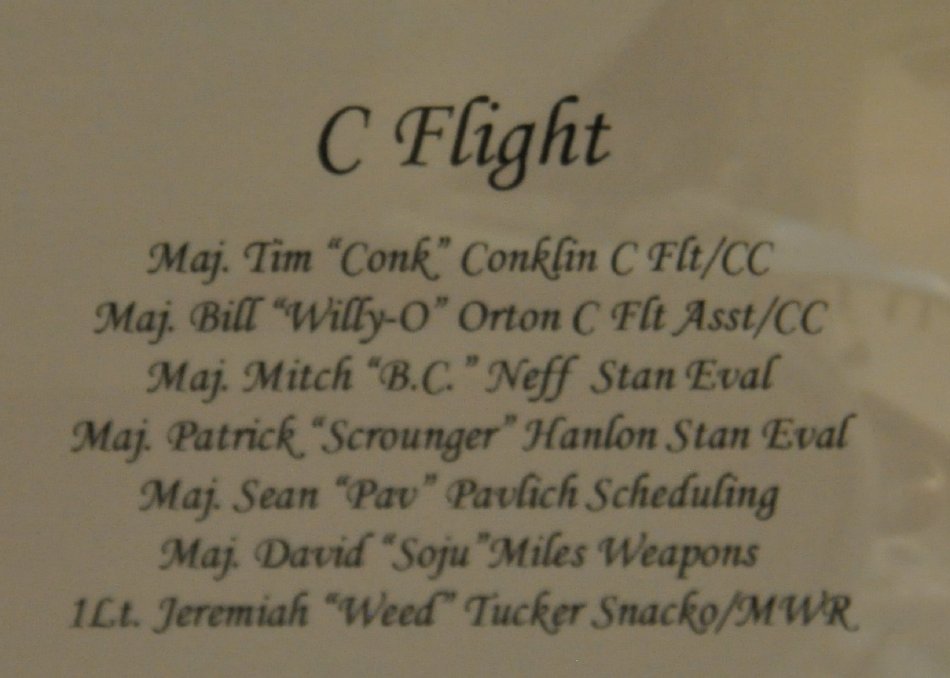 C Flight
Maj. Tim “Conk” Conklin C Flt/CC
Maj. Bill “Willy-O” Orton C Flt Asst/CC
Maj. Mitch “B.C.” Neff Stan Eval
Maj. Patrick “Scrounger” Hanlon Stan Eval
Maj. Sean “Pav” Pavlich Scheduling
Maj. David “Soju”Miles Weapons
1Lt. Jeremiah “Weed” Tucker Snacko/MWR